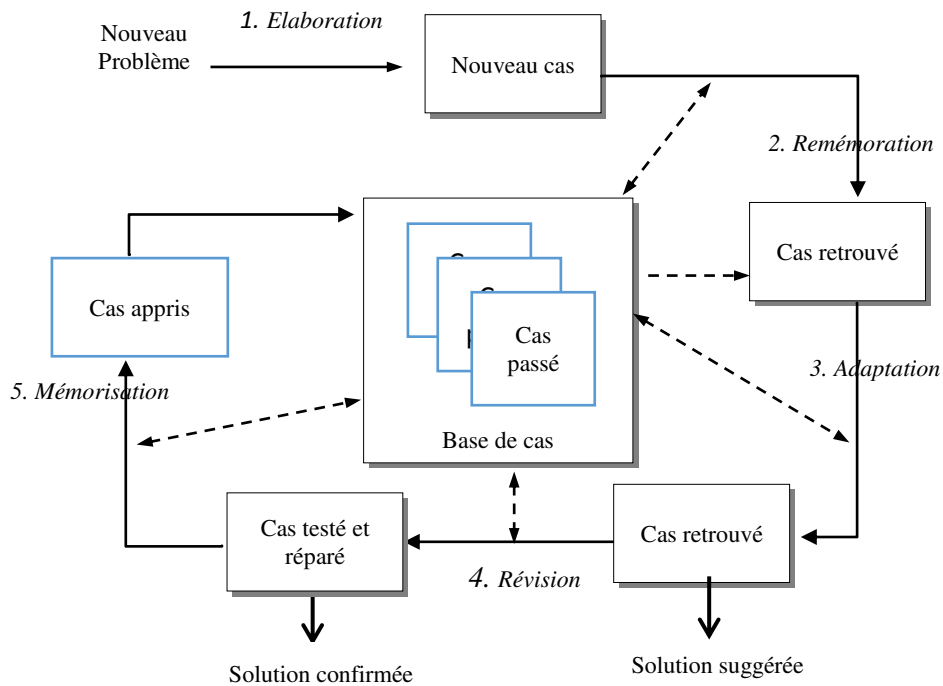 1. Elaboration
Nouveau
Problème
Nouveau cas
2. Remémoration
Cas retrouvé
Cas appris
Cas
passé
3. Adaptation
5. Mémorisation
Base de cas
Cas testé et
réparé
Cas retrouvé
4. Révision
Solution confirmée
Solution suggérée